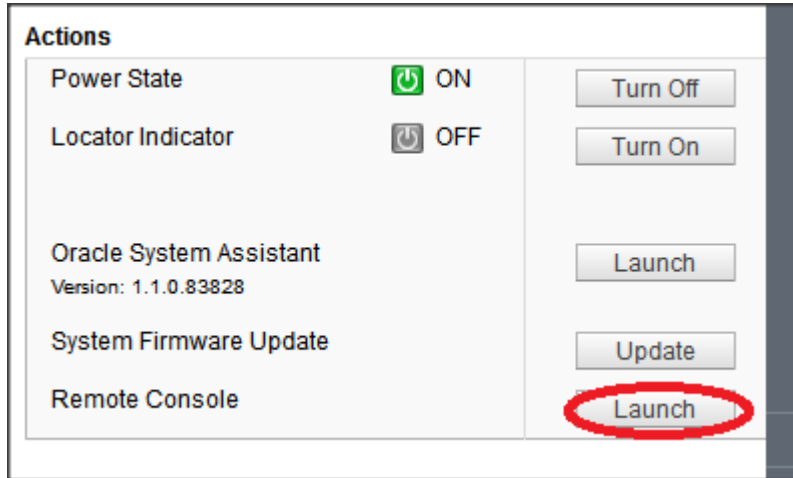 Actions
Power State ON Turn Off
Locator Indicator OFF Turn On
Oracle System Assistant Launch
Version: 1.1.0.83828
System Firmware Update Update
Remote Console Launch